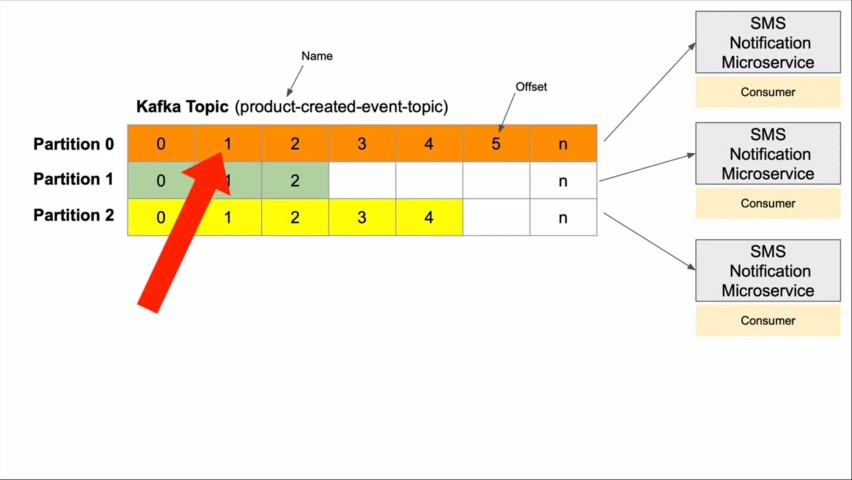 SMS
Notification
Microservice
Consumer
Name
Offset
Kafka Topic (product-created-event-topic)
Partition 0 0 1 2 3 4 5 n
Partition 1 0 1 2 n
Partition 2 0 1 2 3 4 n
SMS
Notification
Microservice
Consumer
SMS
Notification
Microservice
Consumer